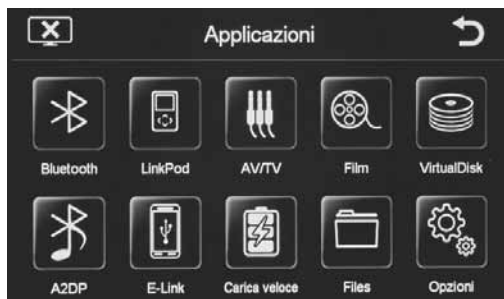 Applicazioni
Bluetooth LinkPod AV/TV Film VirtualDisk
A2DP E-Link Carica veloce Files Opzioni